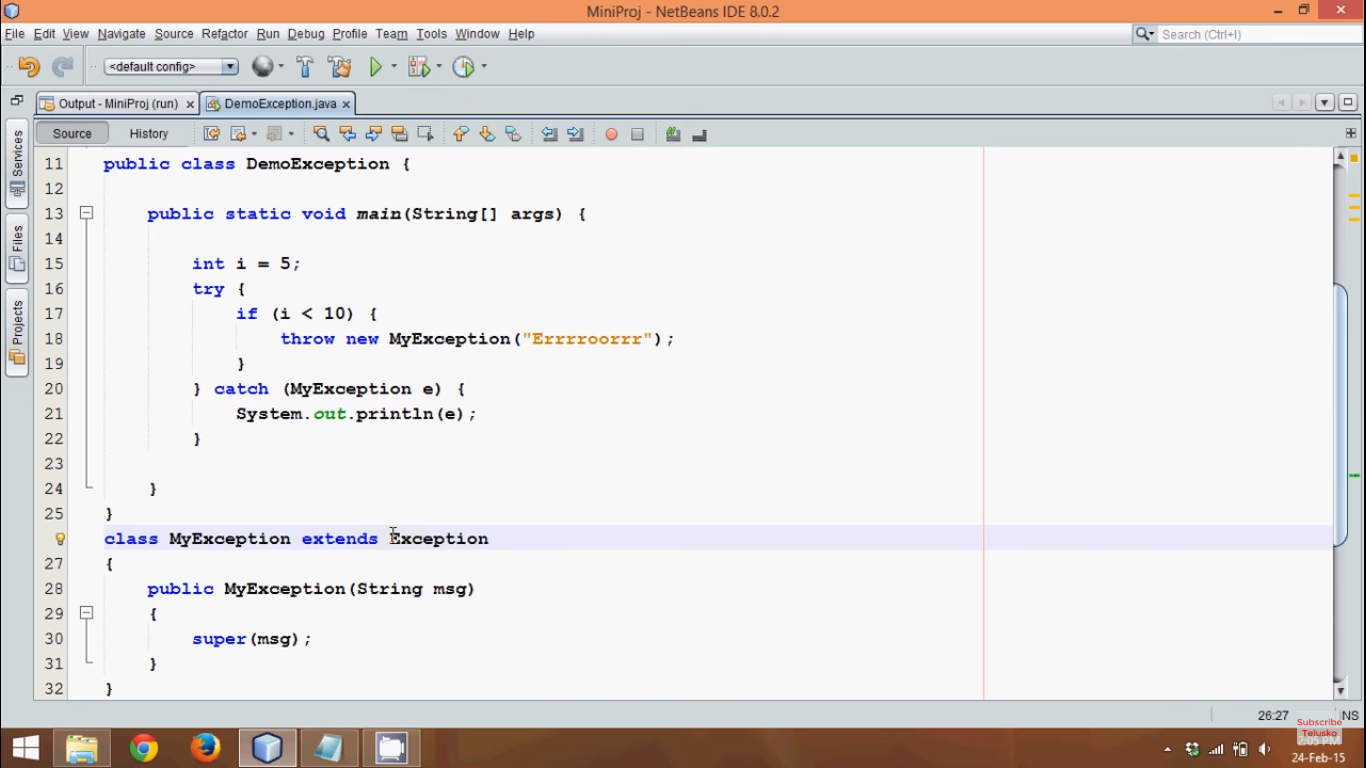 MiniProj - NetBeans IDE 8.0.2
File Edit View Navigate Source Refactor Run Debug Profile Team Tools Window Help
Search (Ctrl+I)
<default config>
Output - MiniProj (run) DemoException.java
Services
Files
Projects
Source History
11 public class DemoException {
12
13 public static void main(String[] args) {
14
15 int i = 5;
16 try {
17 if (i < 10) {
18 throw new MyException("Errrroorrr");
19 }
20 } catch (MyException e) {
21 System.out.println(e);
22 }
23
24 }
25 }
class MyException extends Exception
27 {
28 public MyException(String msg)
29 {
30 super(msg);
31 }
32 }
26:27 INS
Subscribe
Telusko
2:05 PM
24-Feb-15